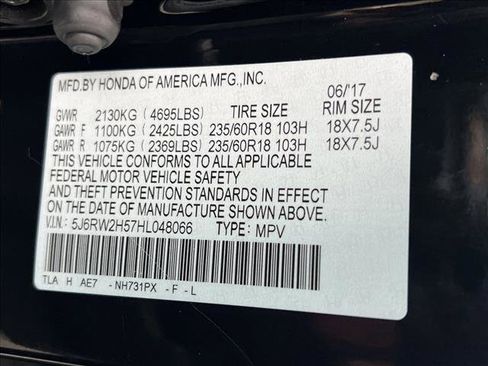 MFD.BY HONDA OF AMERICA MFG.,INC. 06/'17
GVWR 2130KG (4695LBS) TIRE SIZE RIM SIZE
GAWR F 1100KG (2425LBS) 235/60R18 103H 18X7.5J
GAWR R 1075KG (2369LBS) 235/60R18 103H 18X7.5J
THIS VEHICLE CONFORMS TO ALL APPLICABLE
FEDERAL MOTOR VEHICLE SAFETY
AND THEFT PREVENTION STANDARDS IN EFFECT
ON THE DATE OF MANUFACTURE SHOWN ABOVE.
V.I.N.: 5J6RW2H57HL048066 TYPE: MPV
TLA H AE7 - NH731PX - F - L